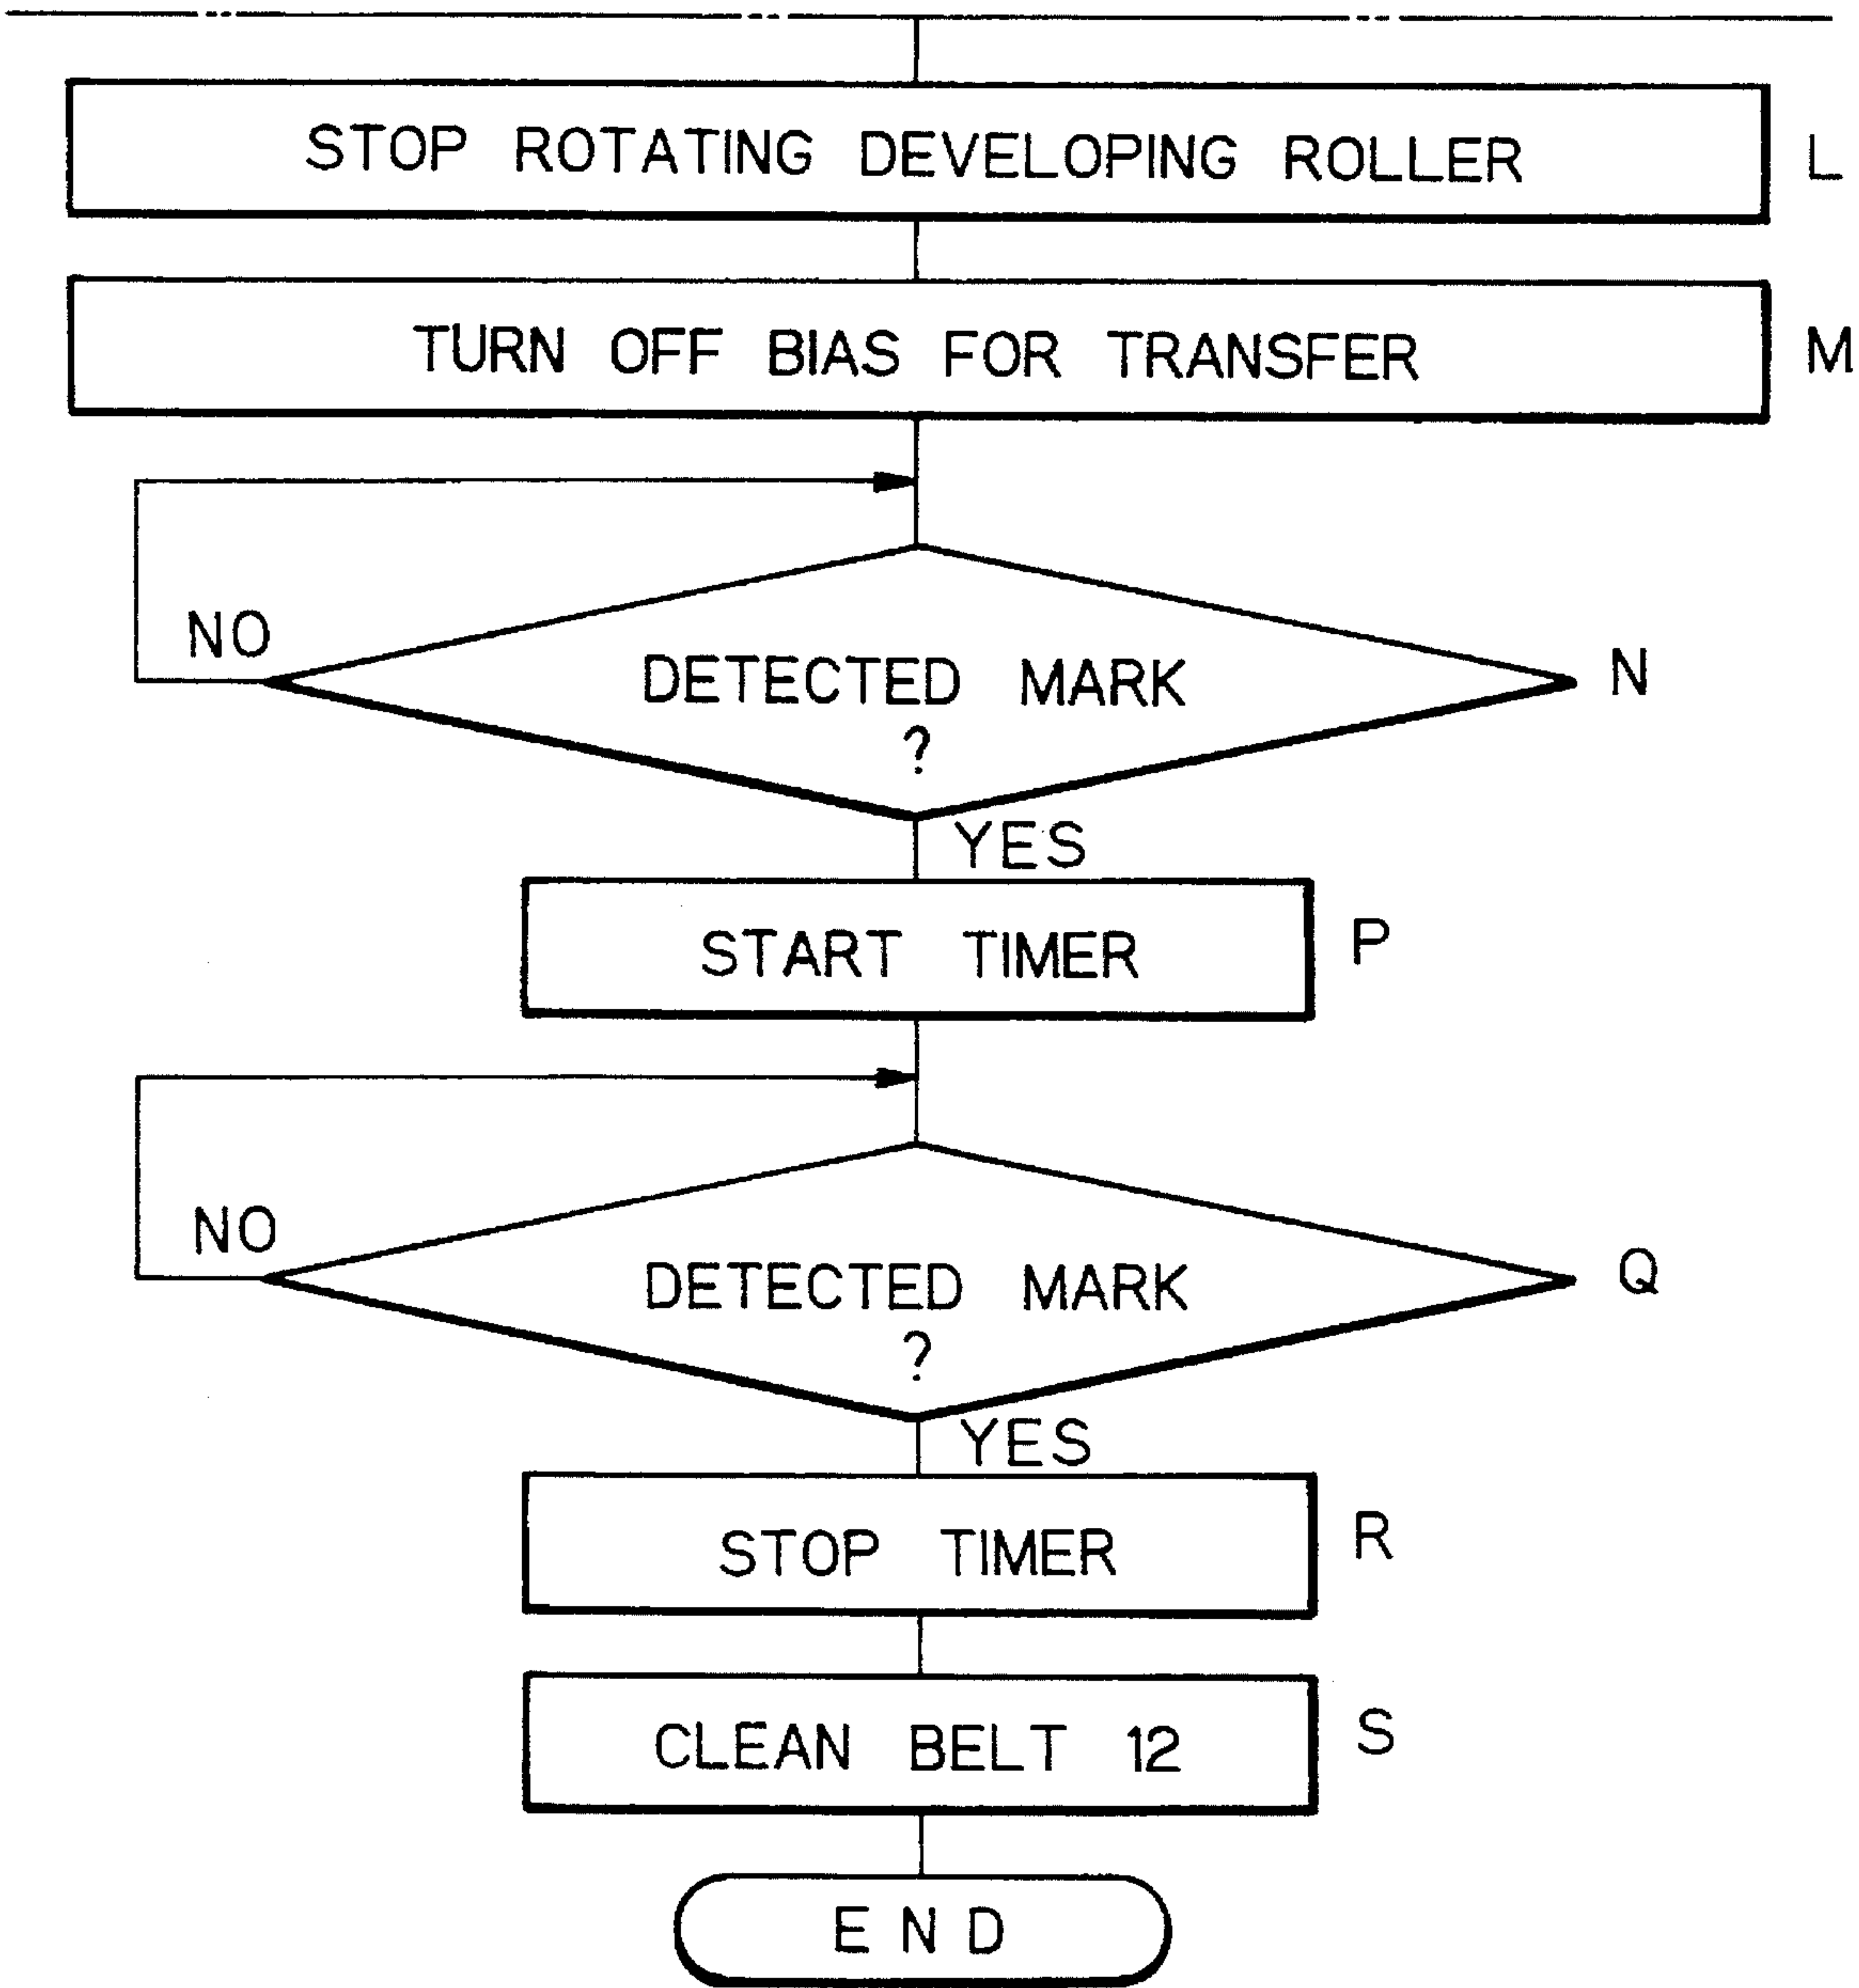 STOP ROTATING DEVELOPING ROLLER L
TURN OFF BIAS FOR TRANSFER M
NO
DETECTED MARK N
?
YES
START TIMER P
NO
DETECTED MARK Q
?
YES
STOP TIMER R
CLEAN BELT 12 S
END